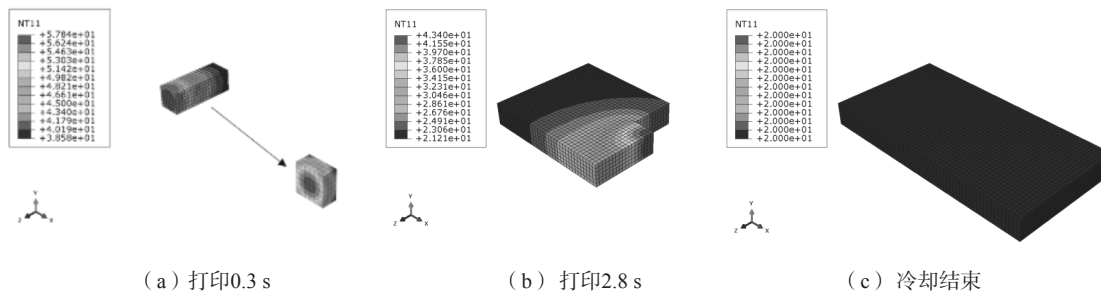 NT11
+5.784e+01
+5.624e+01
+5.463e+01
+5.303e+01
+5.142e+01
+4.982e+01
+4.821e+01
+4.661e+01
+4.500e+01
+4.340e+01
+4.179e+01
+4.019e+01
+3.858e+01
Y
Z
X
(a)打印0.3 s
NT11
+4.340e+01
+4.155e+01
+3.970e+01
+3.785e+01
+3.600e+01
+3.415e+01
+3.231e+01
+3.046e+01
+2.861e+01
+2.676e+01
+2.491e+01
+2.306e+01
+2.121e+01
Y
Z
X
(b) 打印2.8 s
NT11
+2.000e+01
+2.000e+01
+2.000e+01
+2.000e+01
+2.000e+01
+2.000e+01
+2.000e+01
+2.000e+01
+2.000e+01
+2.000e+01
+2.000e+01
+2.000e+01
+2.000e+01
Y
Z
X
(c) 冷却结束